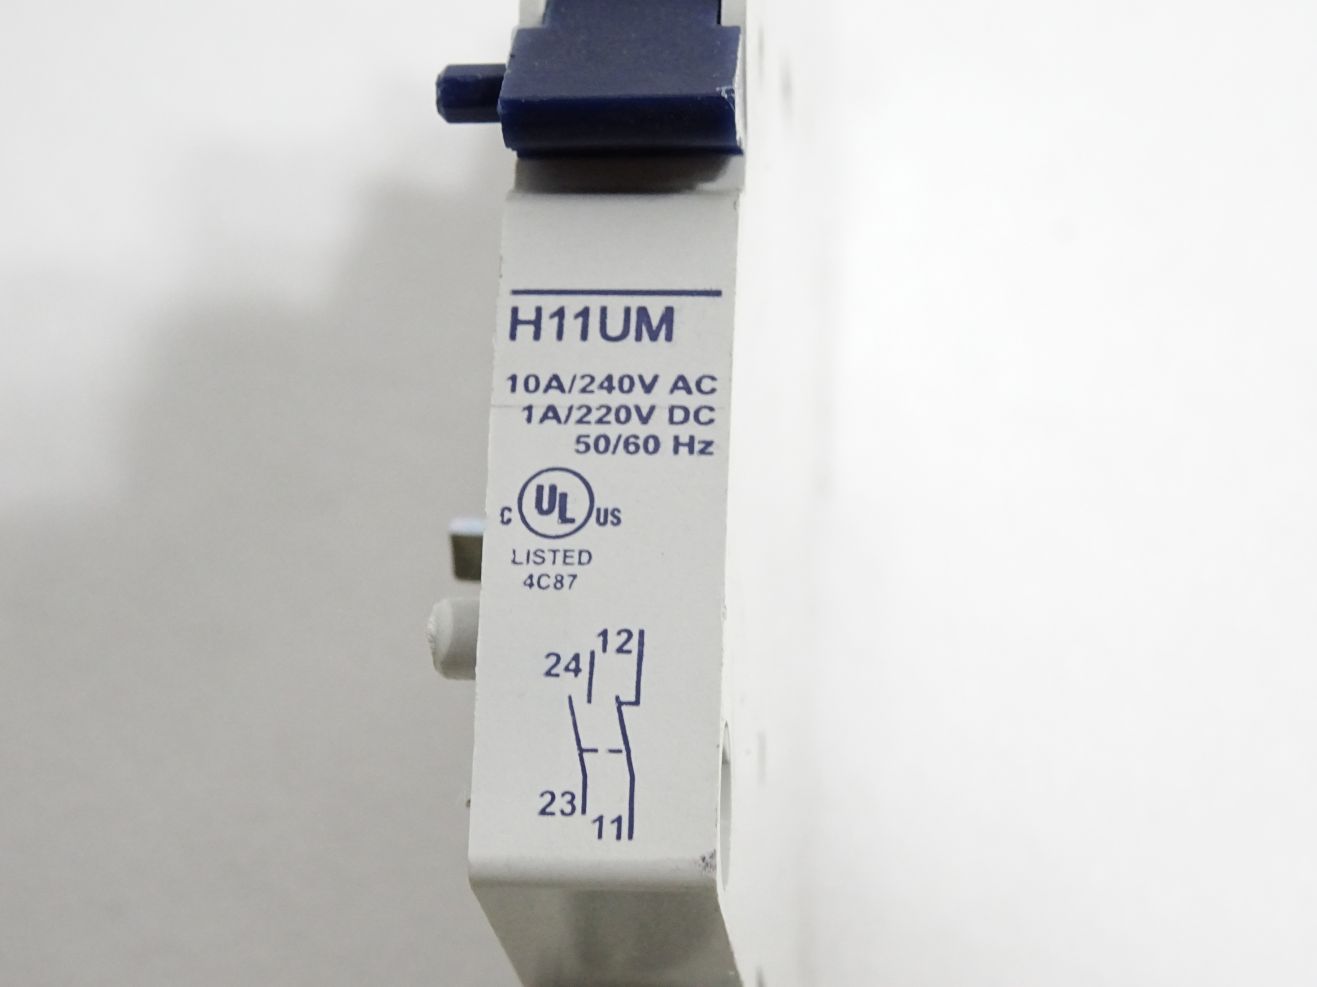 H11UM
10A/240V AC
1A/220V DC
50/60 Hz
C UL US
LISTED
4C87
12
24
23
11